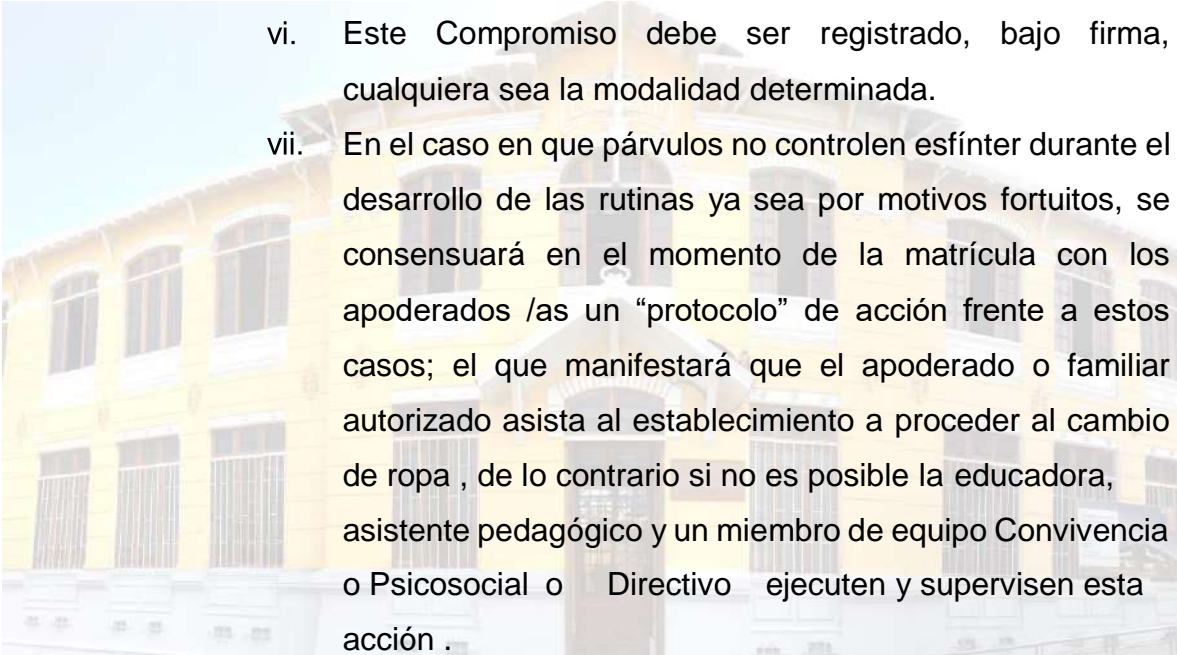 vi. Este Compromiso debe ser registrado, bajo firma,
cualquiera sea la modalidad determinada.
vii. En el caso en que párvulos no controlen esfínter durante el
desarrollo de las rutinas ya sea por motivos fortuitos, se
consensuará en el momento de la matrícula con los
apoderados /as un “protocolo” de acción frente a estos
casos; el que manifestará que el apoderado o familiar
autorizado asista al establecimiento a proceder al cambio
de ropa , de lo contrario si no es posible la educadora,
asistente pedagógico y un miembro de equipo Convivencia
o Psicosocial o Directivo ejecuten y supervisen esta
acción .